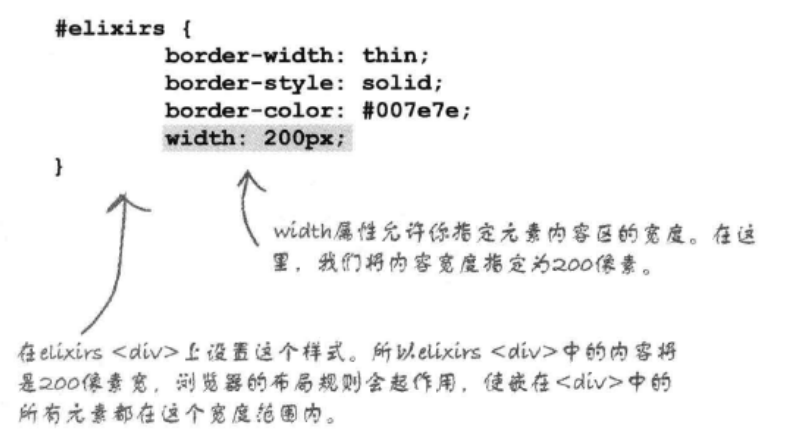 #elixirs {
border-width: thin;
border-style: solid;
border-color: #007e7e;
width: 200px;
}
width属性允许你指定元素内容区的宽度。在这
里，我们将内容宽度指定为200像素。
在elixirs <div>上设置这个样式。所以elixirs <div>中的内容将
是200像素宽，浏览器的布局规则会起作用，使嵌在<div>中的
所有元素都在这个宽度范围内。